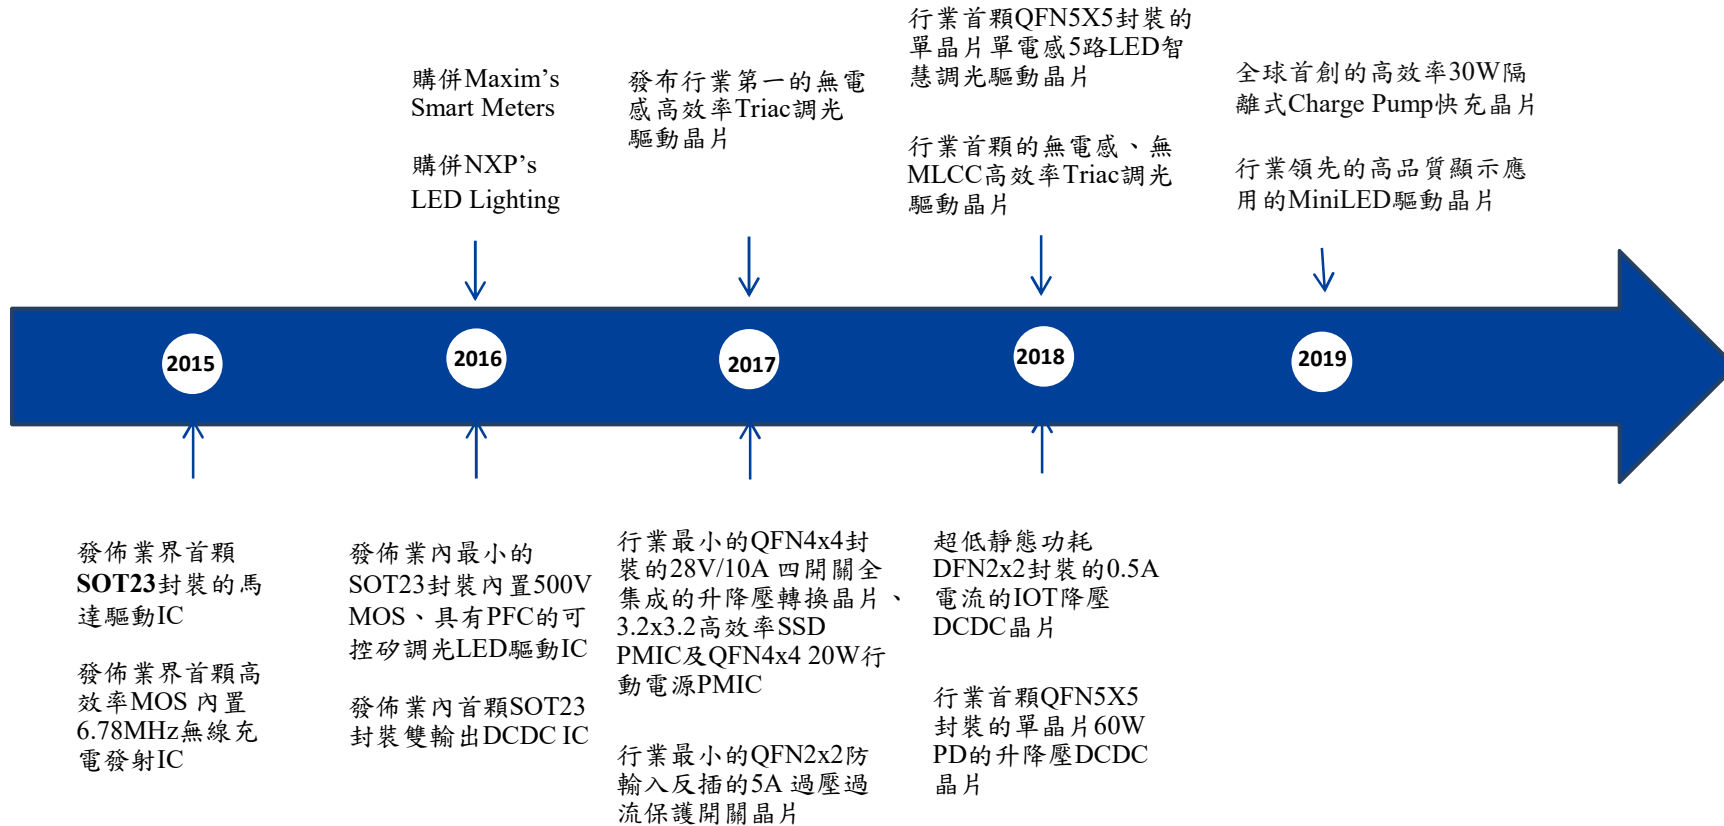 購併Maxim’s
Smart Meters
購併NXP’s
LED Lighting
發布行業第一的無電
感高效率Triac調光
驅動晶片
行業首顆QFN5X5封裝的
單晶片單電感5路LED智
慧調光驅動晶片
行業首顆的無電感、無
MLCC高效率Triac調光
驅動晶片
全球首創的高效率30W隔
離式Charge Pump快充晶片
行業領先的高品質顯示應
用的MiniLED驅動晶片
2015
2016
2017
2018
2019
發佈業界首顆
SOT23封裝的馬
達驅動IC
發佈業界首顆高
效率MOS 內置
6.78MHz無線充
電發射IC
發佈業內最小的
SOT23封裝內置500V
MOS、具有PFC的可
控矽調光LED驅動IC
發佈業內首顆SOT23
封裝雙輸出DCDC IC
行業最小的QFN4x4封
裝的28V/10A 四開關全
集成的升降壓轉換晶片、
3.2x3.2高效率SSD
PMIC及QFN4x4 20W行
動電源PMIC
行業最小的QFN2x2防
輸入反插的5A 過壓過
流保護開關晶片
超低靜態功耗
DFN2x2封裝的0.5A
電流的IOT降壓
DCDC晶片
行業首顆QFN5X5
封裝的單晶片60W
PD的升降壓DCDC
晶片